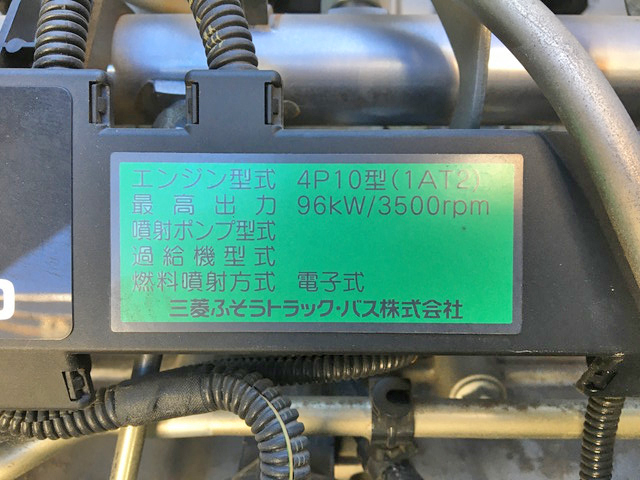 エンジン型式 4P10型(1AT2)
最高出力 96kW/3500rpm
噴射ポンプ型式
過給機型式
燃料噴射方式 電子式
三菱ふそうトラック・バス株式会社